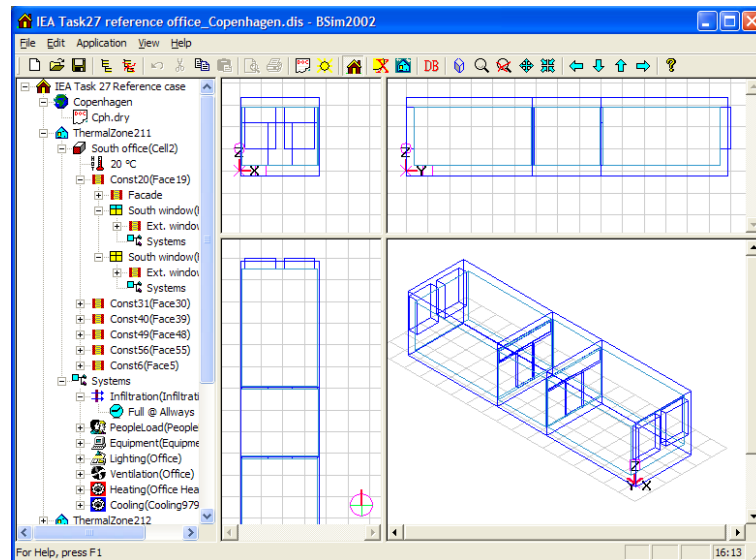 IEA Task27 reference office_Copenhagen.dis - BSim2002
File Edit Application View Help
DB
IEA Task 27 Reference case
Copenhagen
Cph.dry
ThermalZone211
South office(Cell2)
20 °C
Const20(Face19)
Facade
South window(
Ext. windo
Systems
South window(
Ext. windo
Systems
Const31(Face30)
Const40(Face39)
Const49(Face48)
Const56(Face55)
Const6(Face5)
Systems
Infiltration(Infiltrati
Full @ Allways
PeopleLoad(People
Equipment(Equipme
Lighting(Office)
Ventilation(Office)
Heating(Office Hea
Cooling(Cooling979
ThermalZone212
Z
X
Z
Y
Z
Y X
For Help, press F1
16:13